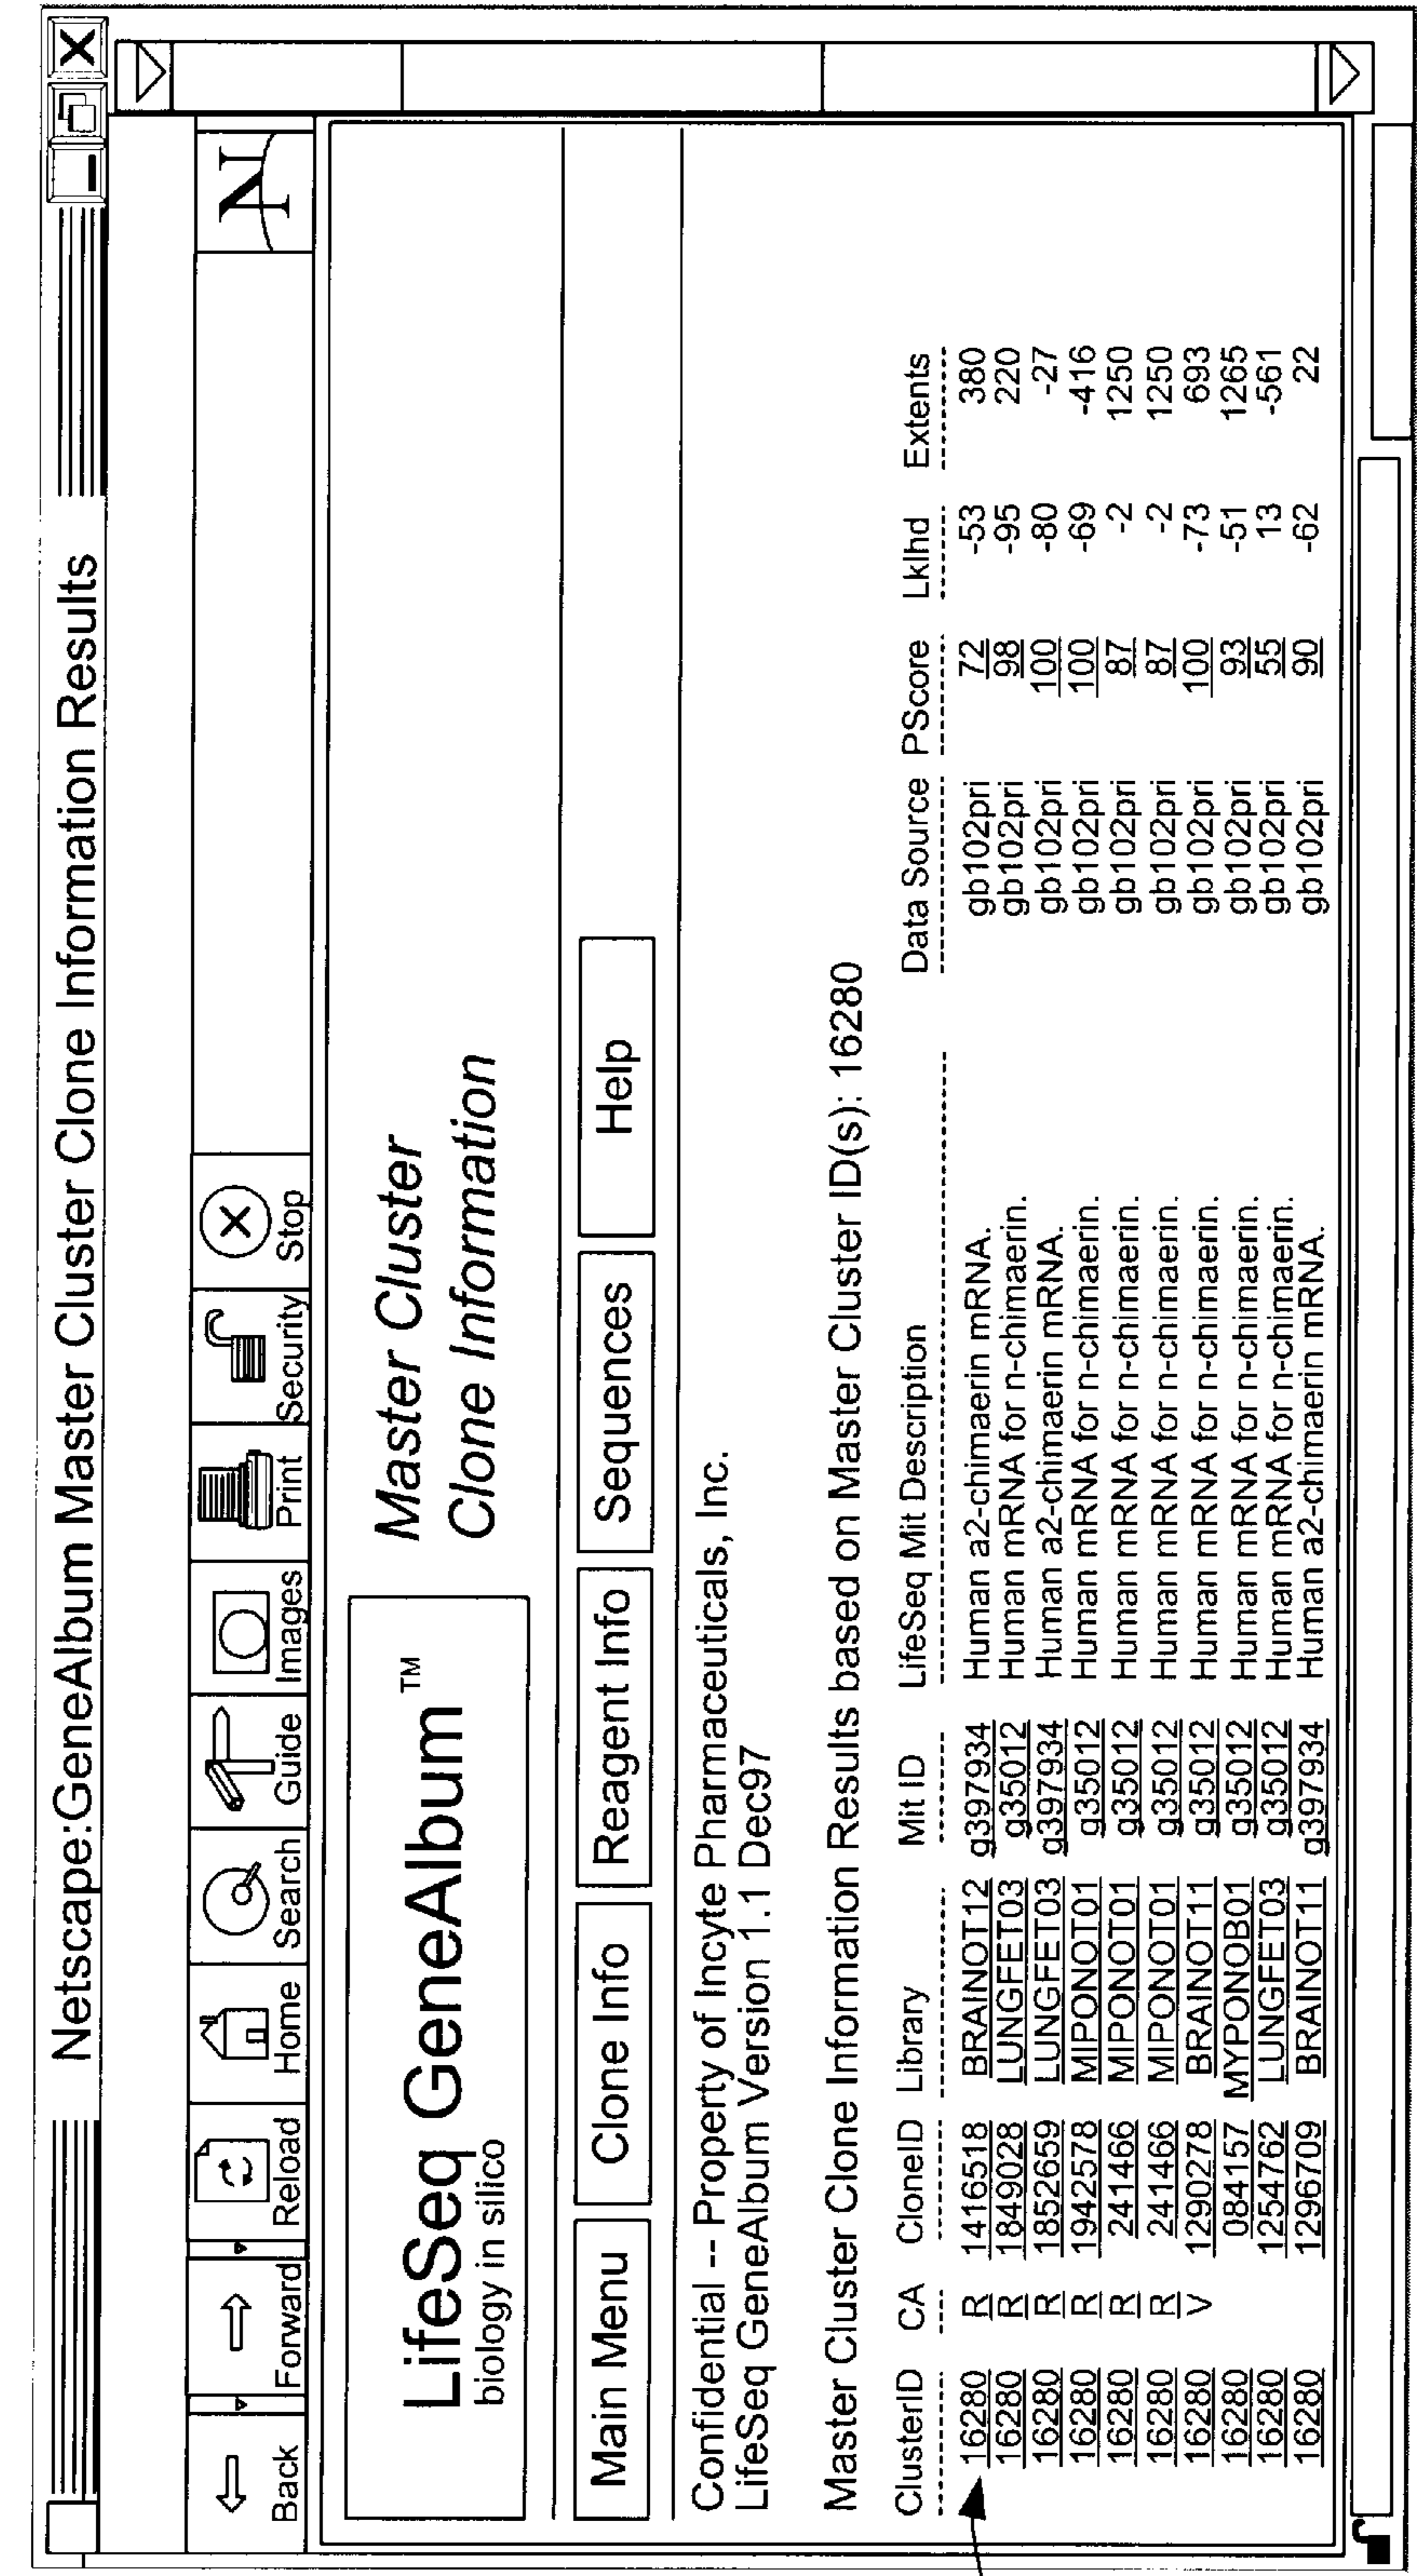 Netscape:GeneAlbum Master Cluster Clone Information Results
Back Forward Reload Home Search Guide Images Print Security Stop
N
LifeSeq GeneAlbum ™
biology in silico
Master Cluster
Clone Information
Main Menu Clone Info Reagent Info Sequences Help
Confidential -- Property of Incyte Pharmaceuticals, Inc.
LifeSeq GeneAlbum Version 1.1 Dec97
Master Cluster Clone Information Results based on Master Cluster ID(s): 16280
ClusterID CA CloneID Library Mit ID LifeSeq Mit Description Data Source PScore Lklhd Extents
16280 R 1416518 BRAINOT12 g397934 Human a2-chimaerin mRNA. gb102pri 72 -53 380
16280 R 1849028 LUNGFET03 g35012 Human mRNA for n-chimaerin. gb102pri 98 -95 220
16280 R 1852659 LUNGFET03 g397934 Human a2-chimaerin mRNA. gb102pri 100 -80 -27
16280 R 1942578 MIPONOT01 g35012 Human mRNA for n-chimaerin. gb102pri 100 -69 -416
16280 R 241466 MIPONOT01 g35012 Human mRNA for n-chimaerin. gb102pri 87 -2 1250
16280 R 241466 MIPONOT01 g35012 Human mRNA for n-chimaerin. gb102pri 87 -2 1250
16280 V 1290278 BRAINOT11 g35012 Human mRNA for n-chimaerin. gb102pri 100 -73 693
16280 084157 MYPONOB01 g35012 Human mRNA for n-chimaerin. gb102pri 93 -51 1265
16280 1254762 LUNGFET03 g35012 Human mRNA for n-chimaerin. gb102pri 55 13 -561
16280 1296709 BRAINOT11 g397934 Human a2-chimaerin mRNA. gb102pri 90 -62 22